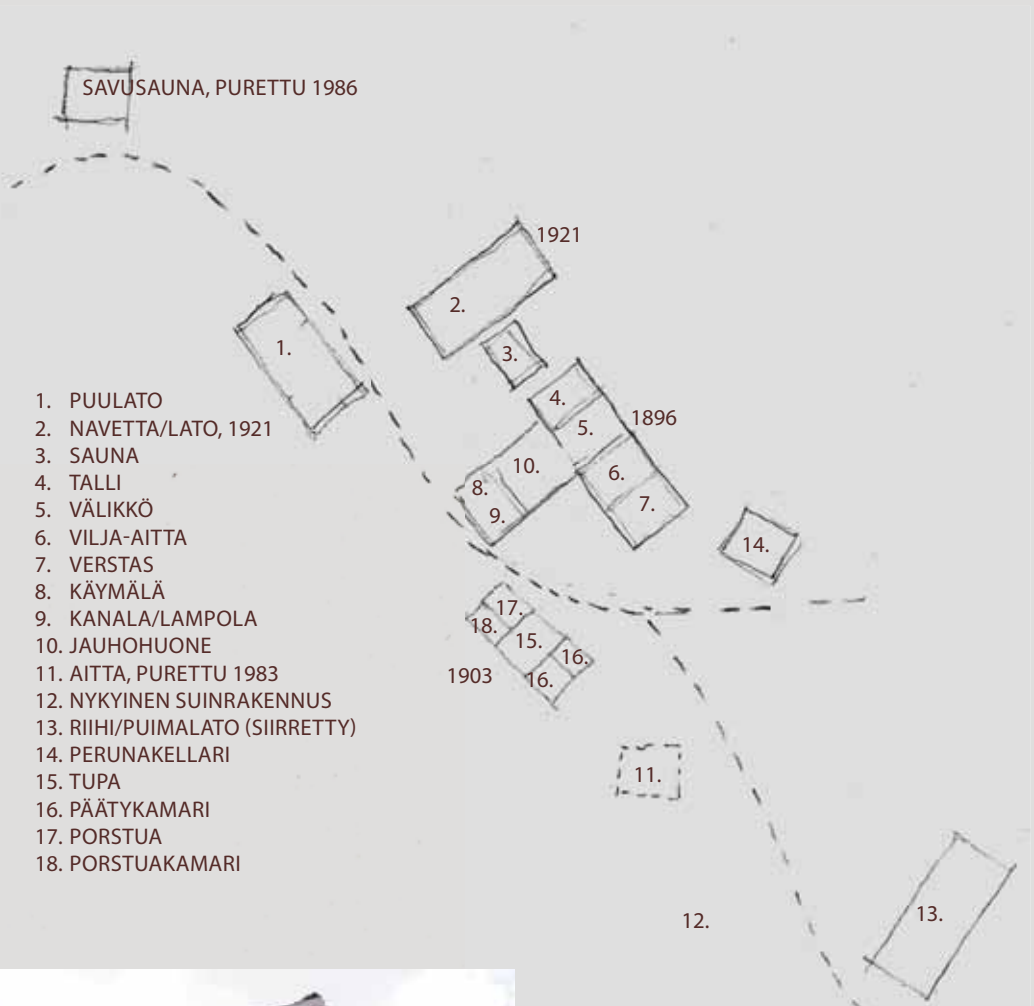 SAVUSAUNA, PURETTU 1986
1921
2.
1.
3.
4.
1896
5.
10.
6.
8.
7.
9.
14.
17.
18.
15.
16.
1903
16.
11.
12.
13.
1. PUULATO
2. NAVETTA/LATO, 1921
3. SAUNA
4. TALLI
5. VÄLIKKÖ
6. VILJA-AITTA
7. VERSTAS
8. KÄYMÄLÄ
9. KANALA/LAMPOLA
10. JAUHOHUONE
11. AITTA, PURETTU 1983
12. NYKYINEN SUINRAKENNUS
13. RIIHI/PUIMALATO (SIIRRETTY)
14. PERUNAKELLARI
15. TUPA
16. PÄÄTYKAMARI
17. PORSTUA
18. PORSTUAKAMARI